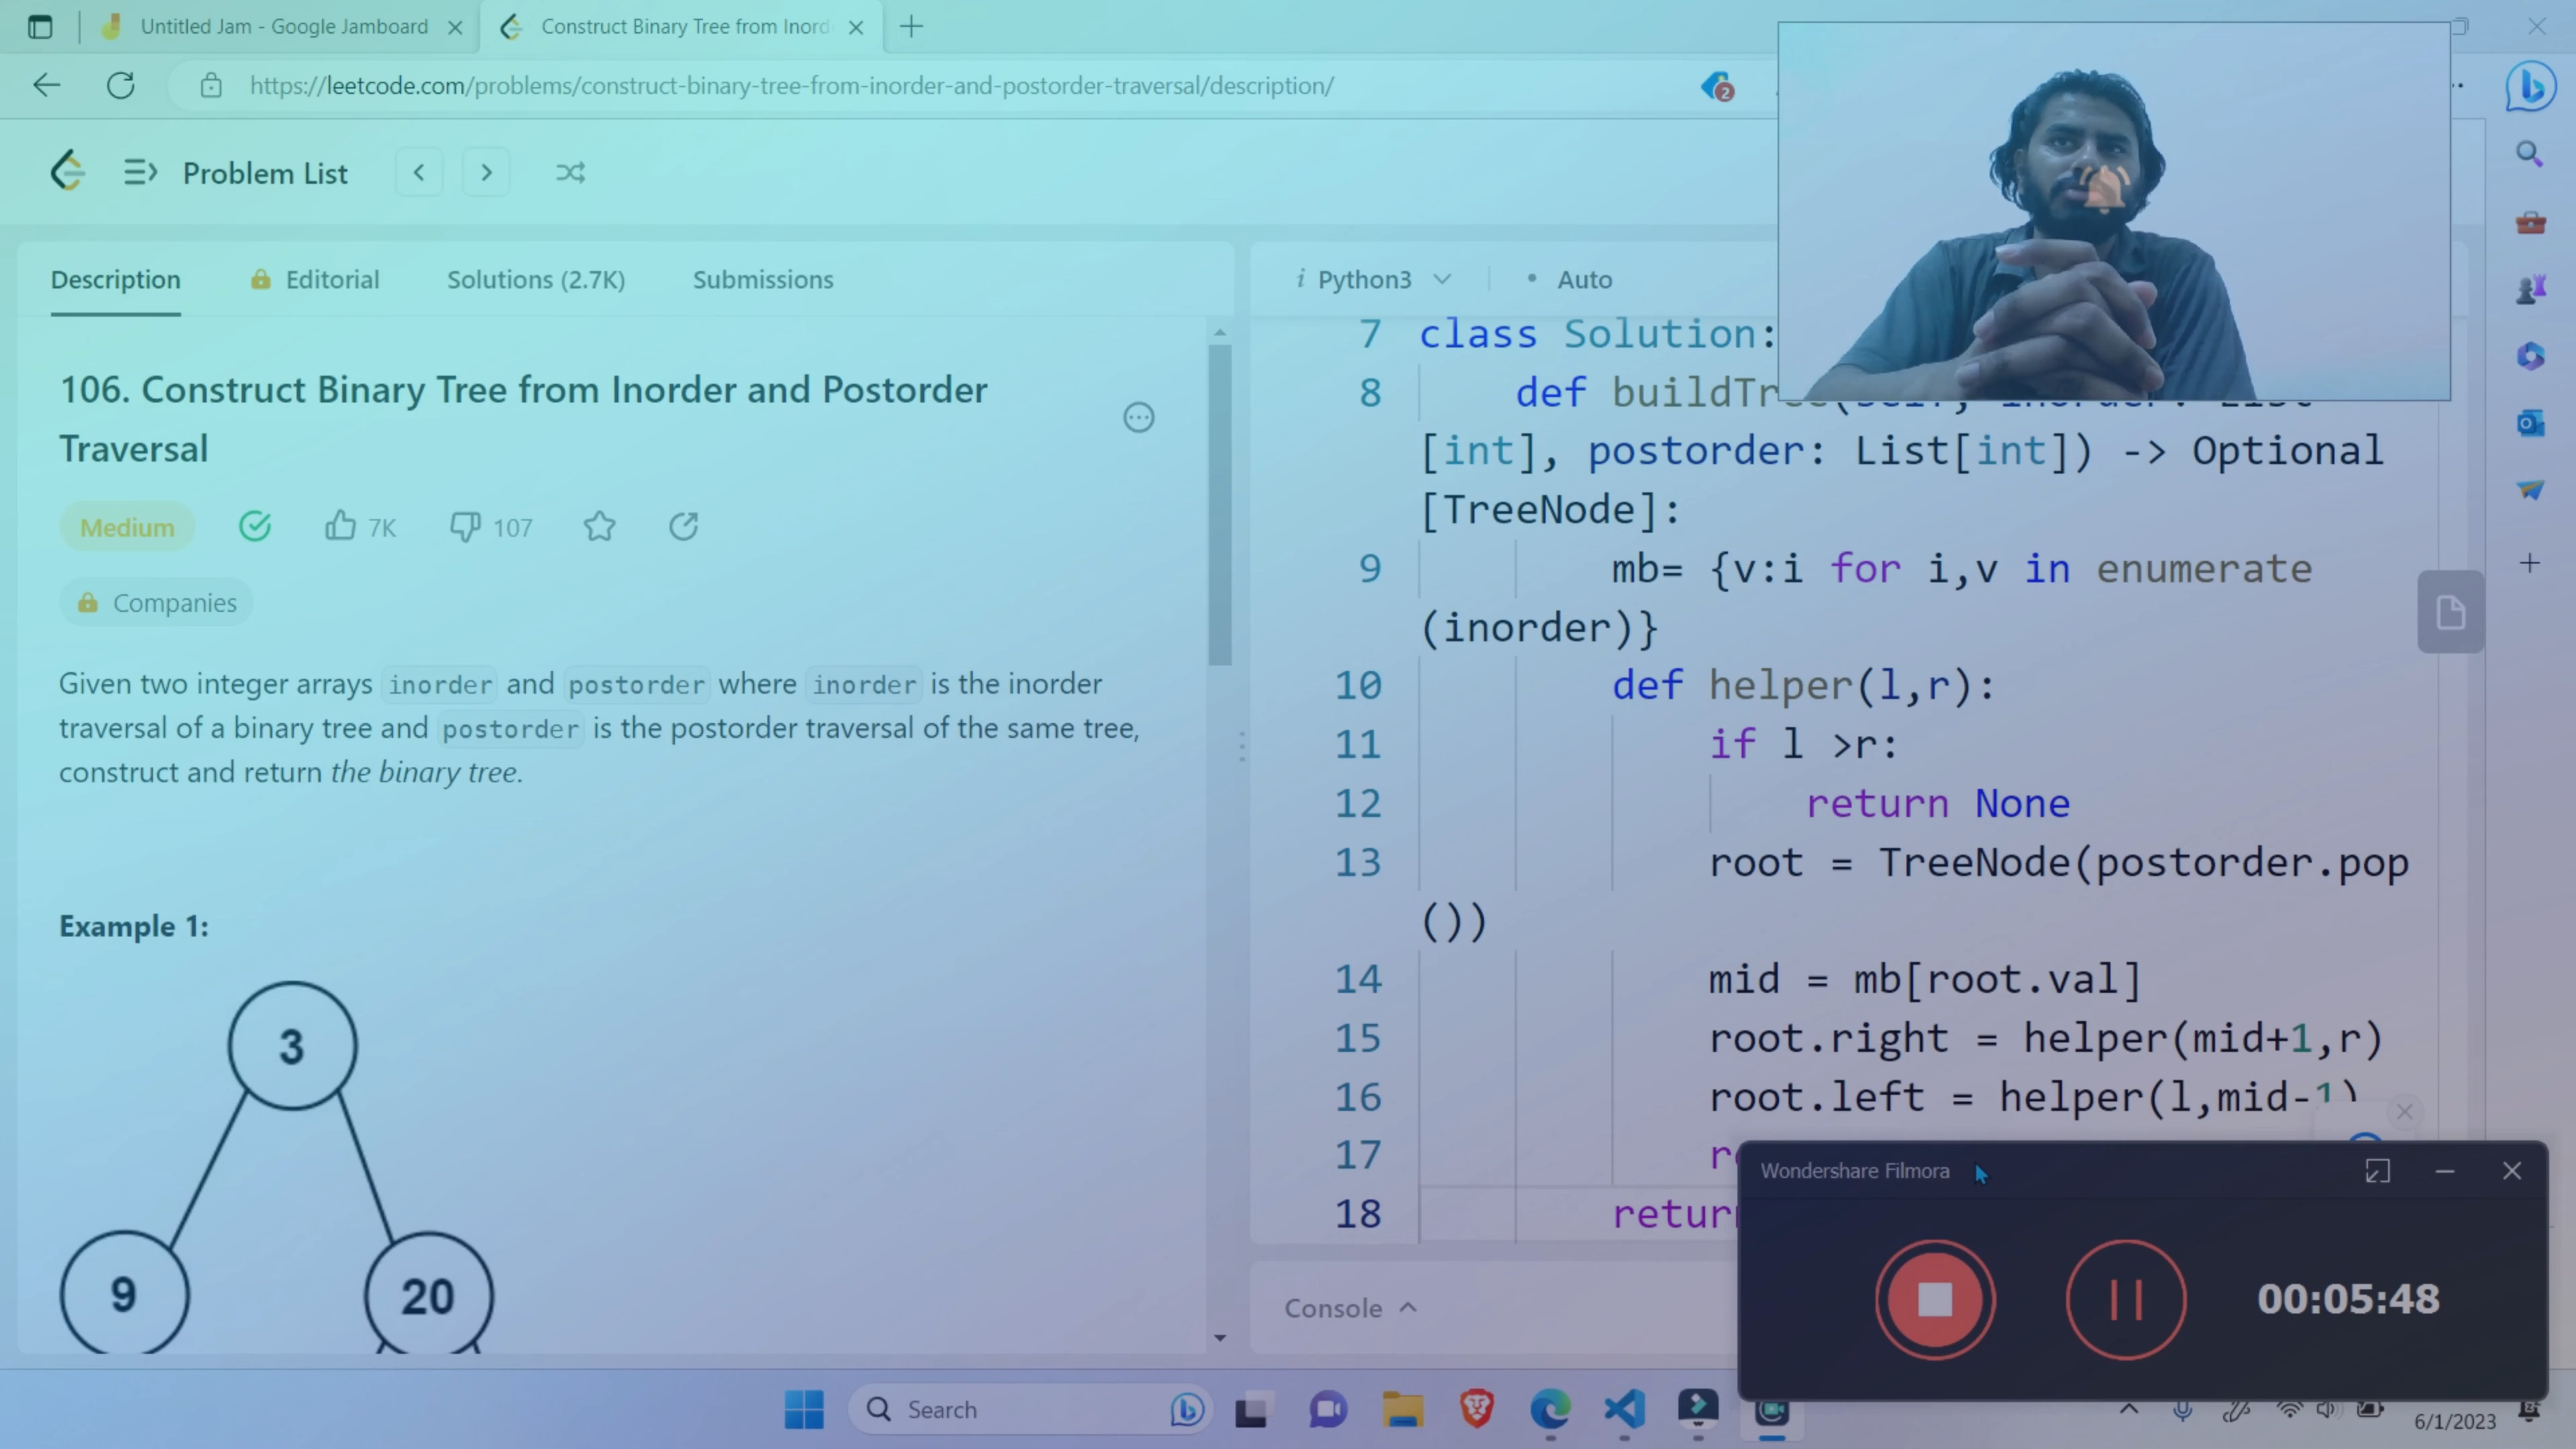 Untitled Jam - Google Jamboard
Construct Binary Tree from Inord
https://leetcode.com/problems/construct-binary-tree-from-inorder-and-postorder-traversal/description/
2
Problem List
Description
Editorial
Solutions (2.7K)
Submissions
106. Construct Binary Tree from Inorder and Postorder
Traversal
Medium
7K
107
Companies
Given two integer arrays inorder and postorder where inorder is the inorder
traversal of a binary tree and postorder is the postorder traversal of the same tree,
construct and return the binary tree.
Example 1:
3
9
20
i Python3
• Auto
7 class Solution:
8 def buildTree(self, inorder: List
[int], postorder: List[int]) -> Optional
[TreeNode]:
9 mb= {v:i for i,v in enumerate
(inorder)}
10 def helper(l,r):
11 if l >r:
12 return None
13 root = TreeNode(postorder.pop
())
14 mid = mb[root.val]
15 root.right = helper(mid+1,r)
16 root.left = helper(l,mid-1)
17
18 return
Console
Wondershare Filmora
00:05:48
Search
6/1/2023